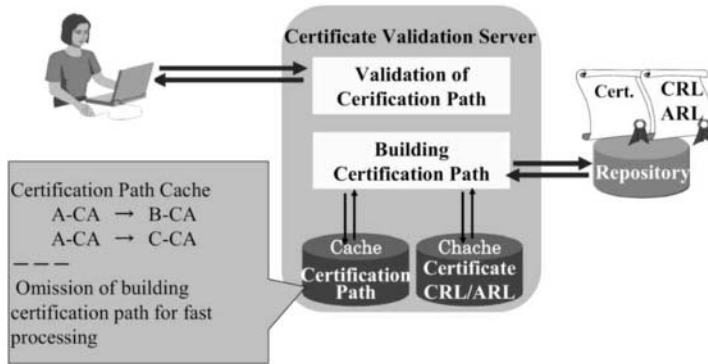 Certificate Validation Server
Validation of
Cerification Path
Cert.
CRL
ARL
Building
Certification Path
Repository
Certification Path Cache
A-CA → B-CA
A-CA → C-CA
— — —
Omission of building
certification path for fast
processing
Cache
Certification
Path
Chache
Certificate
CRL/ARL